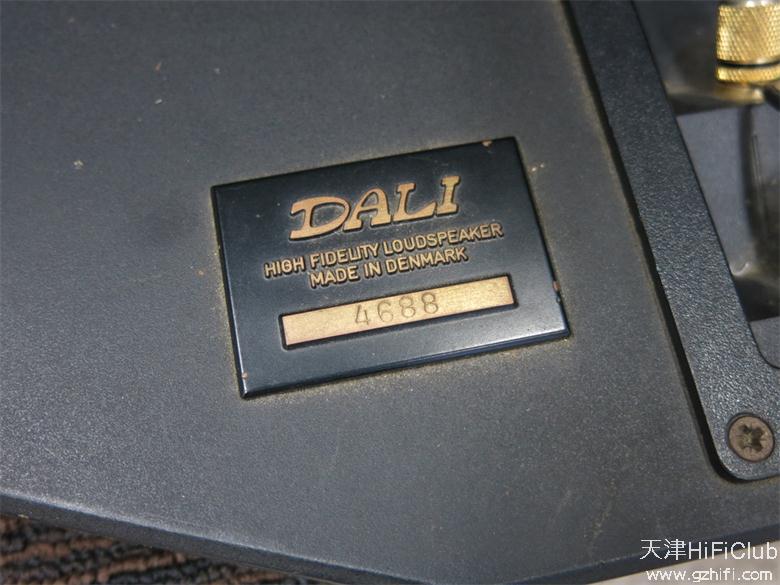 DALI
HIGH FIDELITY LOUDSPEAKER
MADE IN DENMARK
4688
天津HiFiClub
www.gzhifi.com